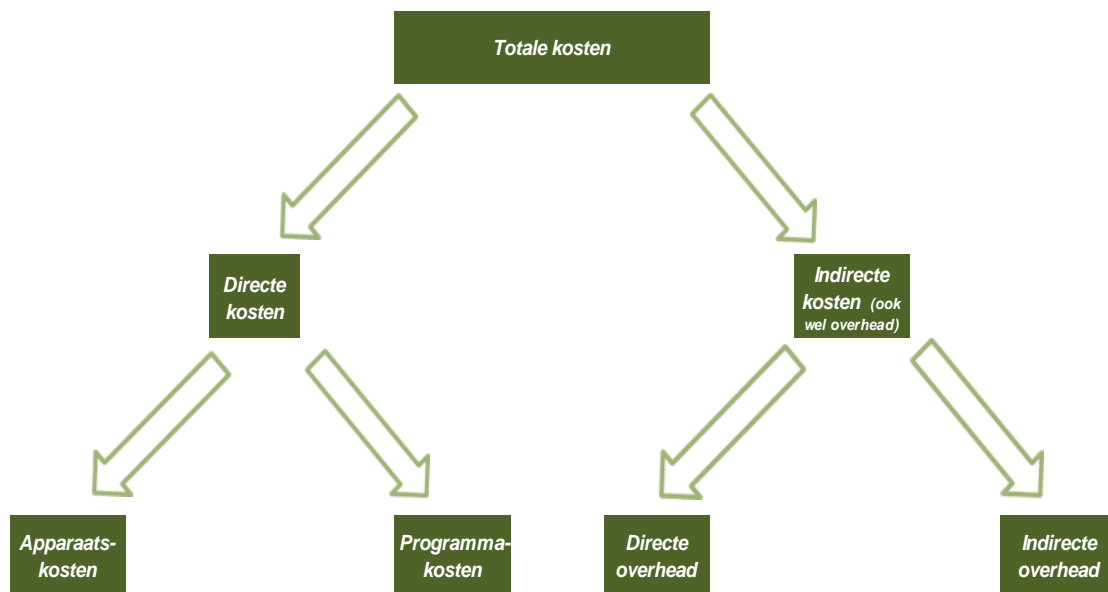 Totale kosten
Directe
kosten
Indirecte
kosten (ook
wel overhead)
Apparaats-
kosten
Programma-
kosten
Directe
overhead
Indirecte
overhead